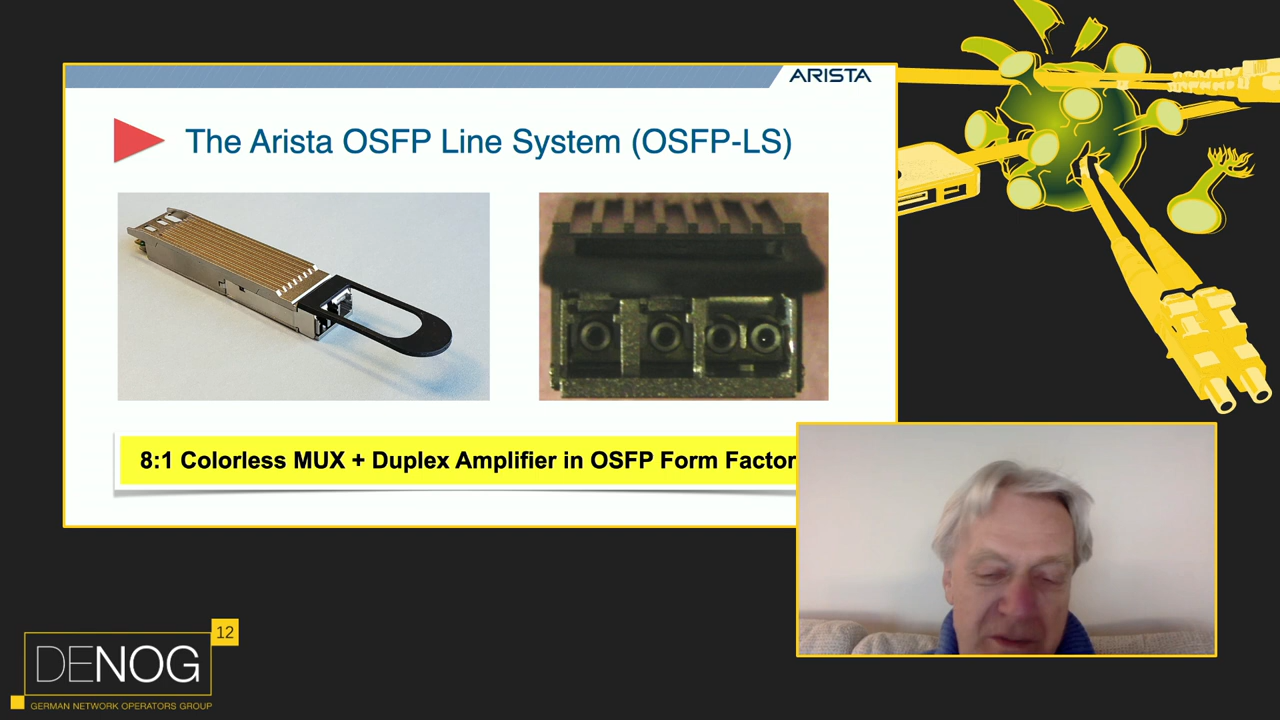 ARISTA
The Arista OSFP Line System (OSFP-LS)
8:1 Colorless MUX + Duplex Amplifier in OSFP Form Factor
12
DENOG
GERMAN NETWORK OPERATORS GROUP